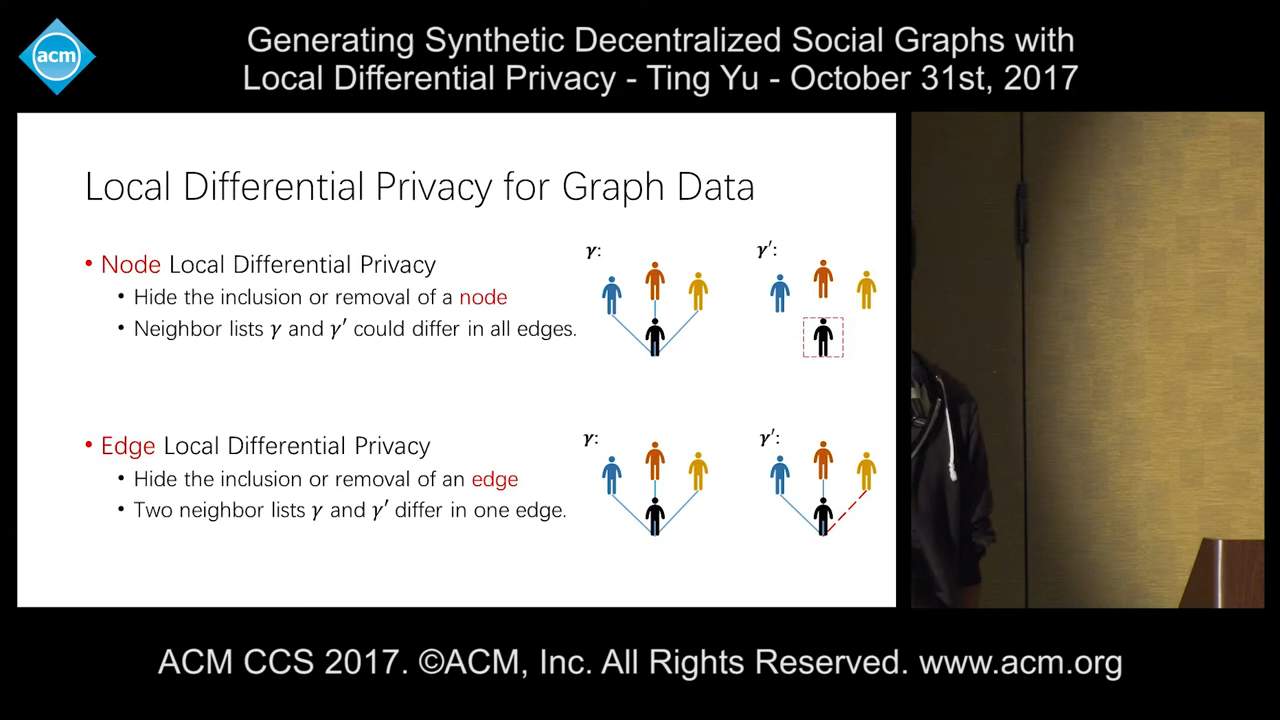 acm
Generating Synthetic Decentralized Social Graphs with
Local Differential Privacy - Ting Yu - October 31st, 2017
Local Differential Privacy for Graph Data
• Node Local Differential Privacy
• Hide the inclusion or removal of a node
• Neighbor lists γ and γ′ could differ in all edges.
γ:
γ′:
• Edge Local Differential Privacy
• Hide the inclusion or removal of an edge
• Two neighbor lists γ and γ′ differ in one edge.
γ:
γ′:
ACM CCS 2017. ©ACM, Inc. All Rights Reserved. www.acm.org